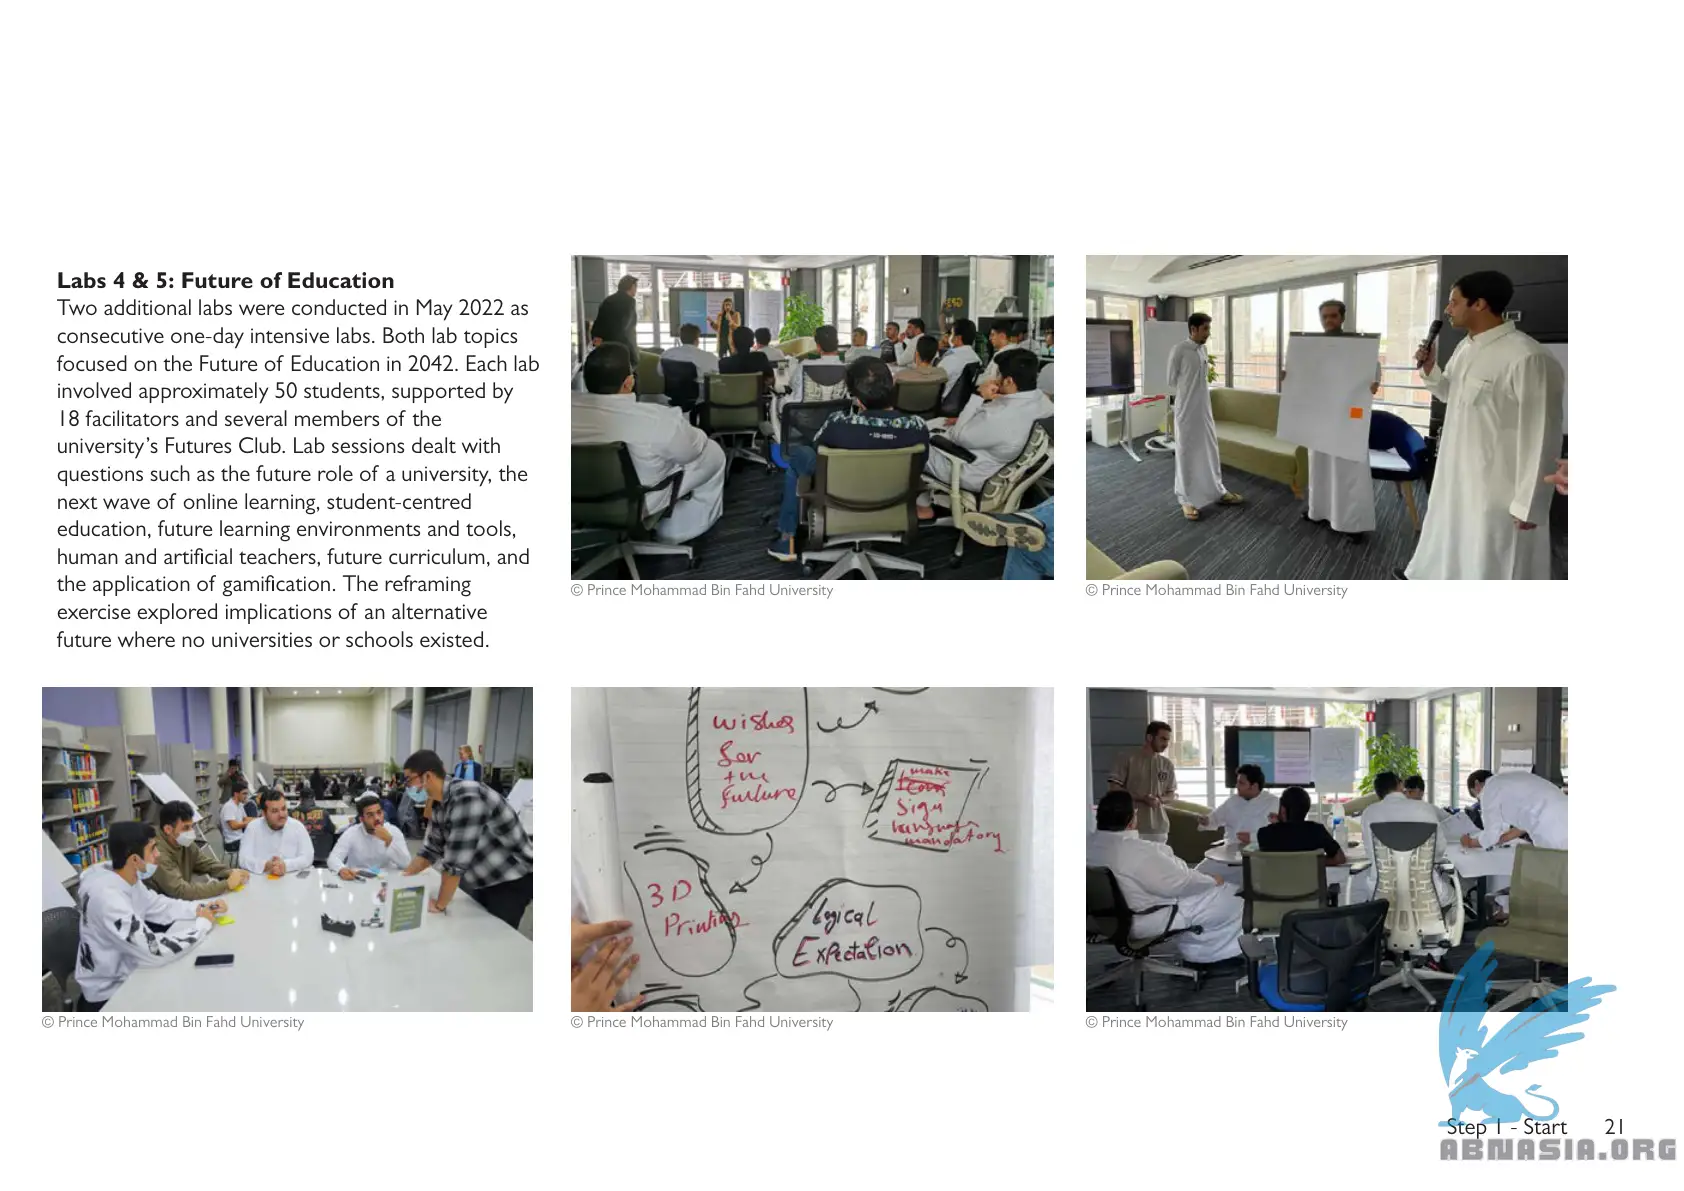 Labs 4 & 5: Future of Education
Two additional labs were conducted in May 2022 as
consecutive one-day intensive labs. Both lab topics
focused on the Future of Education in 2042. Each lab
involved approximately 50 students, supported by
18 facilitators and several members of the
university’s Futures Club. Lab sessions dealt with
questions such as the future role of a university, the
next wave of online learning, student-centred
education, future learning environments and tools,
human and artificial teachers, future curriculum, and
the application of gamification. The reframing
exercise explored implications of an alternative
future where no universities or schools existed.
© Prince Mohammad Bin Fahd University
© Prince Mohammad Bin Fahd University
wishes
for
the
future
make
Sign
language
mandatory
3D
Printing
Logical
Expectation
© Prince Mohammad Bin Fahd University
© Prince Mohammad Bin Fahd University
© Prince Mohammad Bin Fahd University
Step 1 - Start 21
ABNASIA.ORG